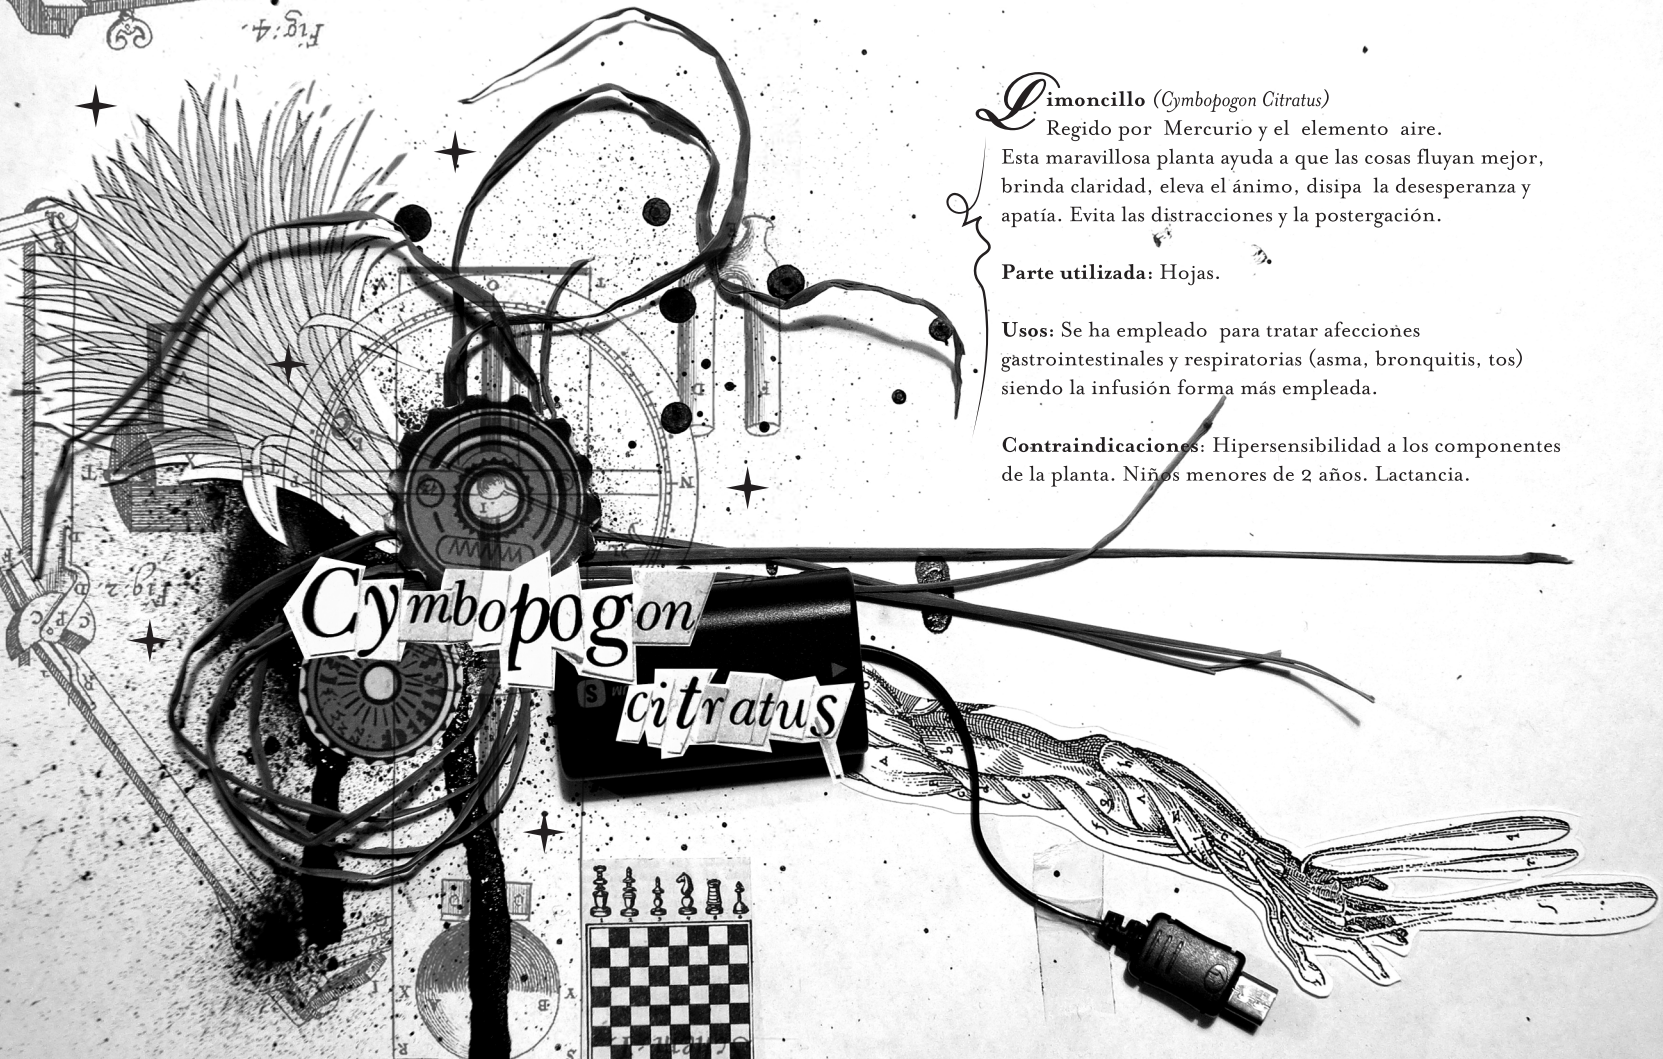 Fig: 4.
Limoncillo (Cymbopogon Citratus)
Regido por Mercurio y el elemento aire.
Esta maravillosa planta ayuda a que las cosas fluyan mejor,
brinda claridad, eleva el ánimo, disipa la desesperanza y
apatía. Evita las distracciones y la postergación.
Parte utilizada: Hojas.
Usos: Se ha empleado para tratar afecciones
gastrointestinales y respiratorias (asma, bronquitis, tos)
siendo la infusión forma más empleada.
Contraindicaciones: Hipersensibilidad a los componentes
de la planta. Niños menores de 2 años. Lactancia.
Fig: 2.
Cymbopogon
citratus